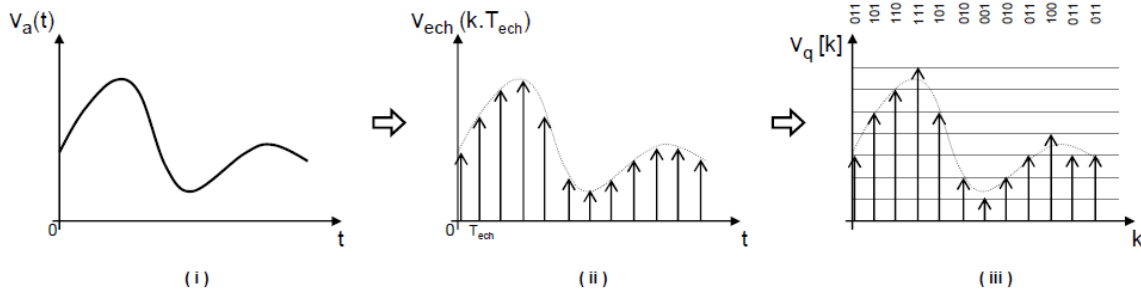 Va(t)
0
t
( i )
Vech (k.Tech)
0
Tech
t
( ii )
011 101 110 111 101 010 001 010 011 100 011 011
Vq [k]
k
( iii )